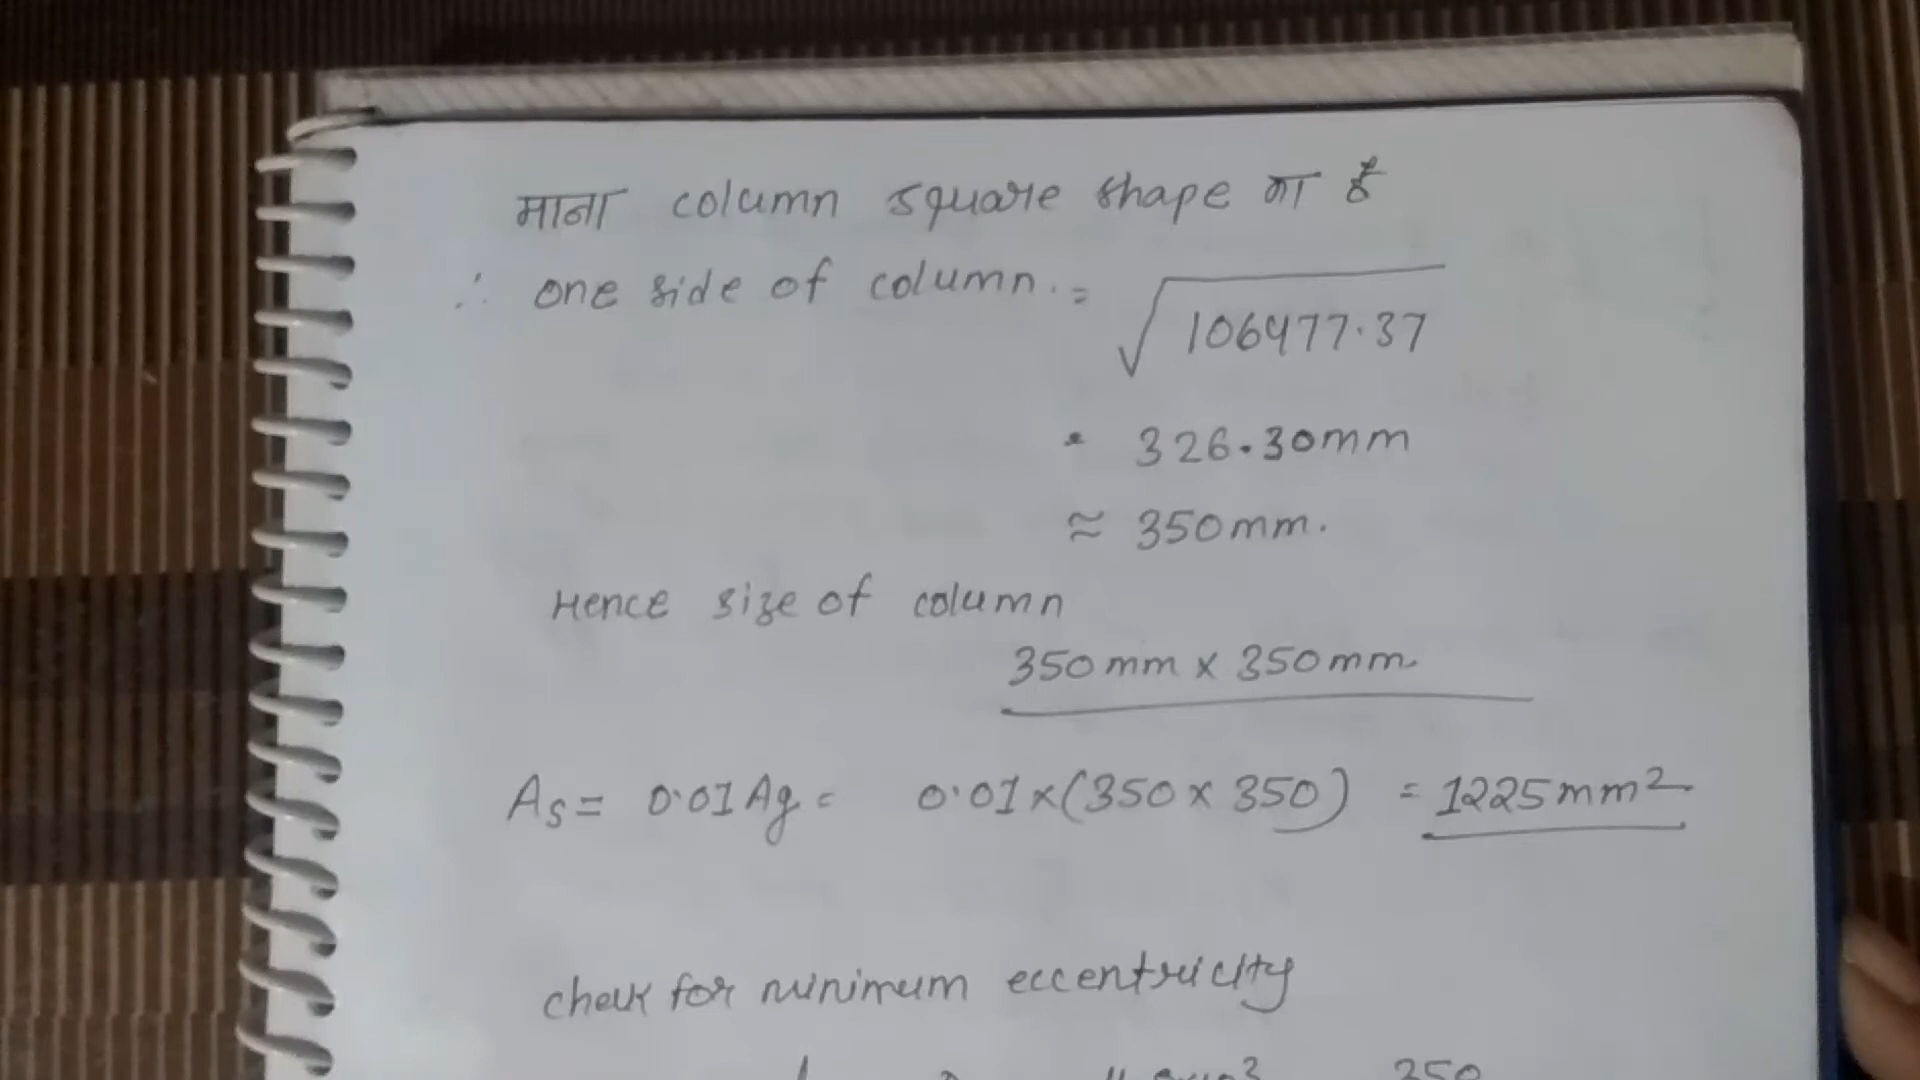 माना column square shape का है
∴ one side of column. = √106477.37
= 326.30mm
≈ 350mm.
Hence size of column
350mm x 350mm.
As = 0.01Ag = 0.01x(350 x 350) = 1225mm²
check for minimum eccentricity
350